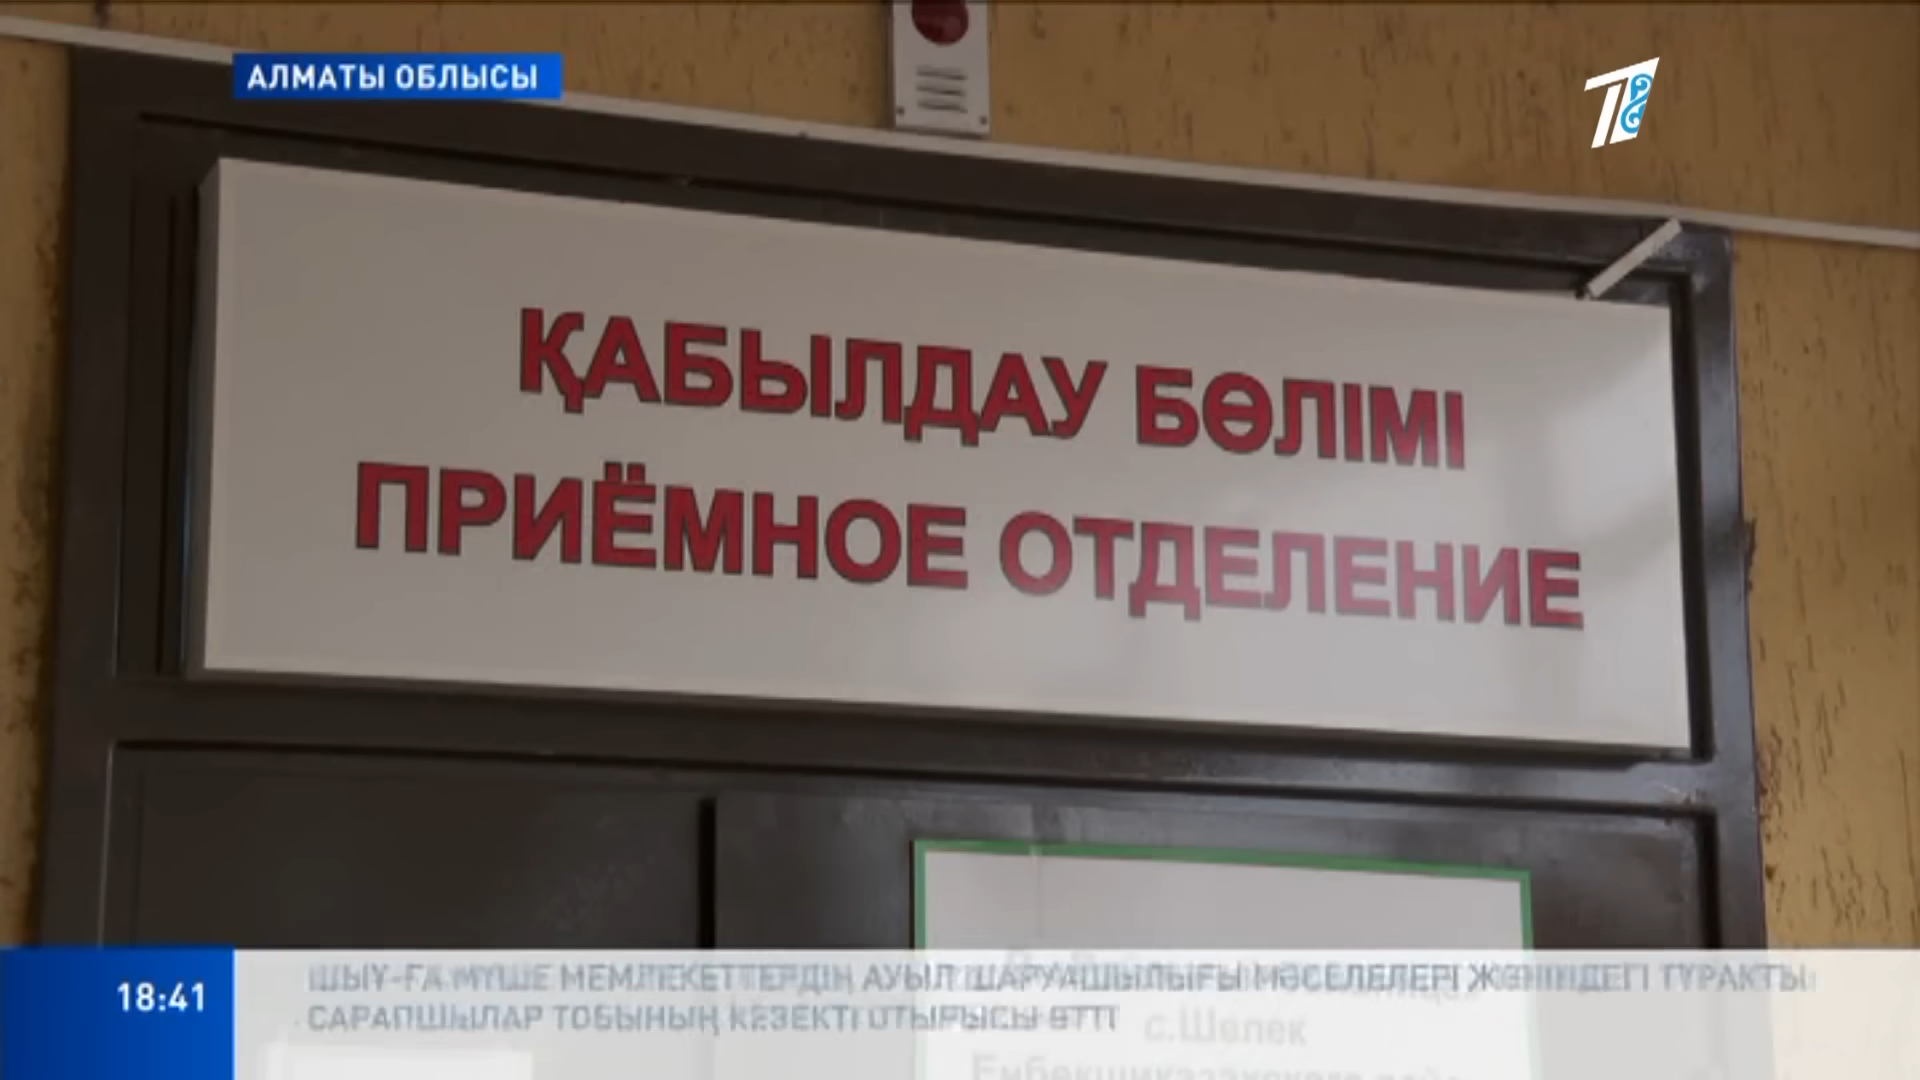 АЛМАТЫ ОБЛЫСЫ
ҚАБЫЛДАУ БӨЛІМІ
ПРИЁМНОЕ ОТДЕЛЕНИЕ
18:41
ШЫҰ-ҒА МҮШЕ МЕМЛЕКЕТТЕРДІҢ АУЫЛ ШАРУАШЫЛЫҒЫ МӘСЕЛЕЛЕРІ ЖӨНІНДЕГІ ТҰРАҚТЫ
САРАПШЫЛАР ТОБЫНЫҢ КЕЗЕКТІ ОТЫРЫСЫ ӨТТІ
с.Шелек
Енбекшиказахского